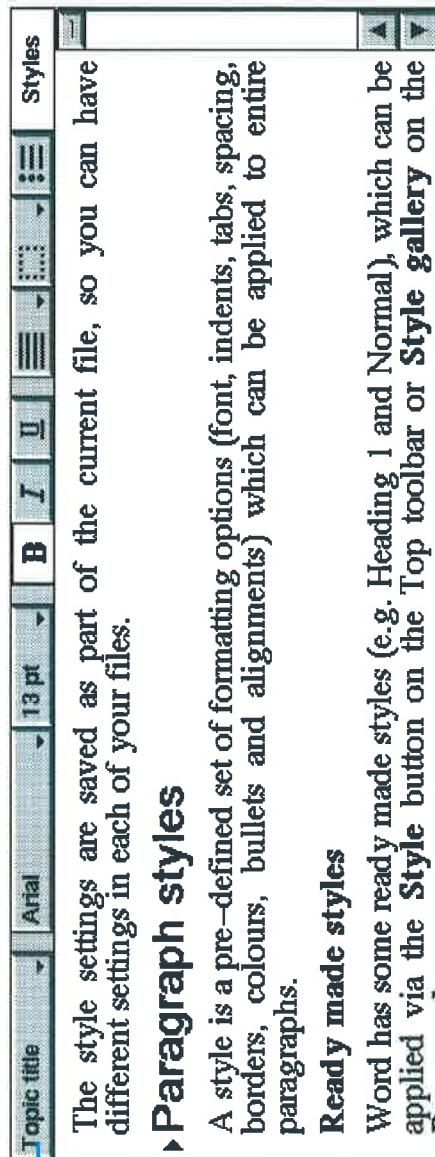 Topic title Arial 13 pt B I U Styles
The style settings are saved as part of the current file, so you can have
different settings in each of your files.
Paragraph styles
A style is a pre-defined set of formatting options (font, indents, tabs, spacing,
borders, colours, bullets and alignments) which can be applied to entire
paragraphs.
Ready made styles
Word has some ready made styles (e.g. Heading 1 and Normal), which can be
applied via the Style button on the Top toolbar or Style gallery on the